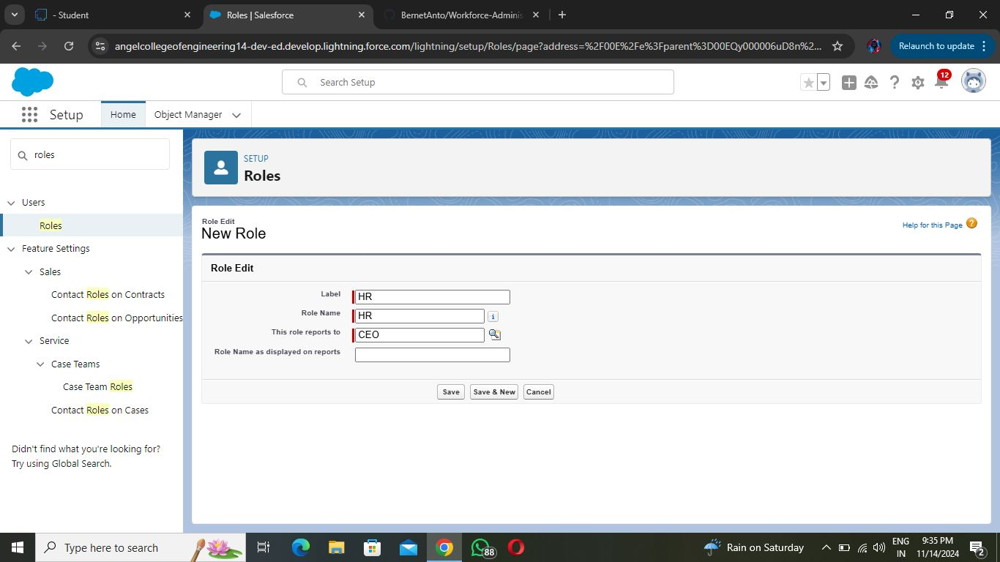 - Student
Roles | Salesforce
BernetAnto/Workforce-Adminis
angelcollegeofengineering14-dev-ed.develop.lightning.force.com/lightning/setup/Roles/page?address=%2F00E%2Fe%3Fparent%3D00EQy000006uD8n%2...
Relaunch to update
Search Setup
12
Setup
Home
Object Manager
roles
SETUP
Roles
Users
Roles
Feature Settings
Sales
Contact Roles on Contracts
Contact Roles on Opportunities
Service
Case Teams
Case Team Roles
Contact Roles on Cases
Didn't find what you're looking for?
Try using Global Search.
Role Edit
New Role
Help for this Page
Role Edit
Label HR
Role Name HR
This role reports to CEO
Role Name as displayed on reports
Save Save & New Cancel
Type here to search
88
Rain on Saturday
ENG
IN
9:35 PM
11/14/2024
2